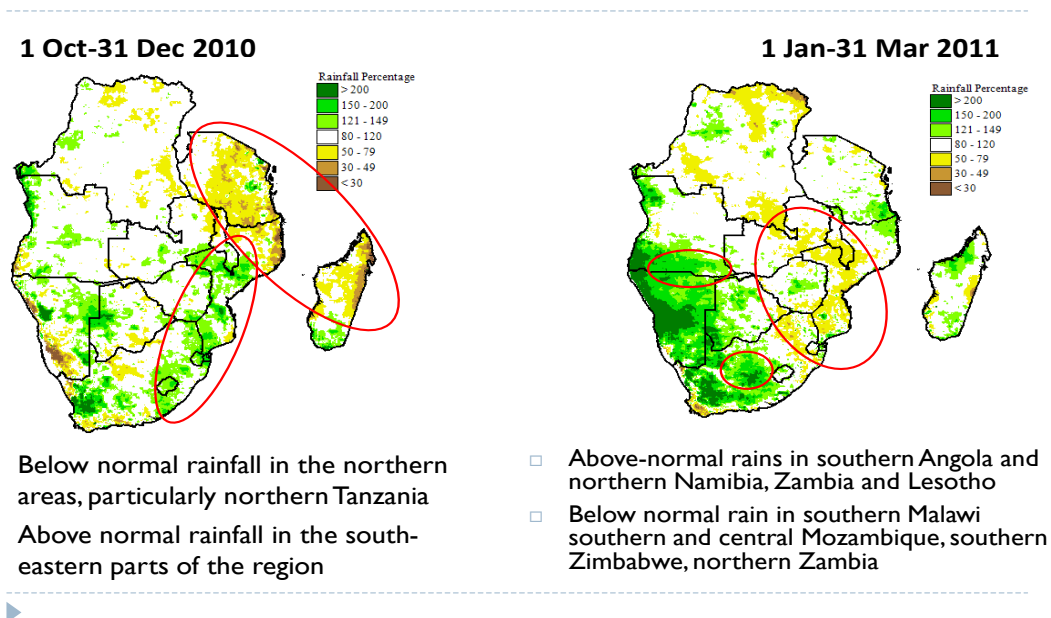 1 Oct-31 Dec 2010
Rainfall Percentage
> 200
150 - 200
121 - 149
80 - 120
50 - 79
30 - 49
< 30
Below normal rainfall in the northern
areas, particularly northern Tanzania
Above normal rainfall in the south-
eastern parts of the region
1 Jan-31 Mar 2011
Rainfall Percentage
> 200
150 - 200
121 - 149
80 - 120
50 - 79
30 - 49
< 30
Above-normal rains in southern Angola and
northern Namibia, Zambia and Lesotho
Below normal rain in southern Malawi
southern and central Mozambique, southern
Zimbabwe, northern Zambia